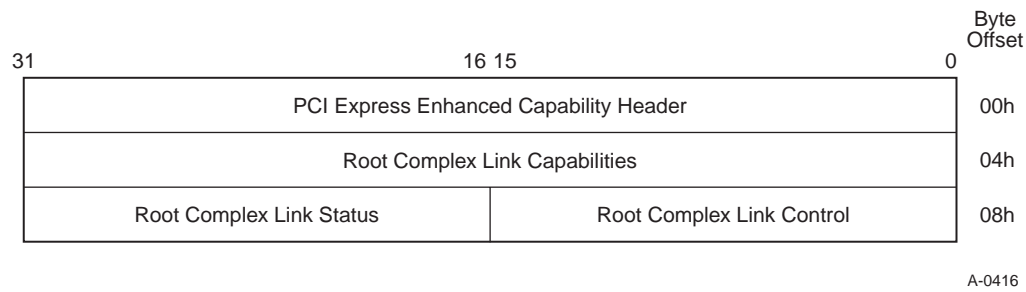 Byte
Offset
31 16 15 0
PCI Express Enhanced Capability Header 00h
Root Complex Link Capabilities 04h
Root Complex Link Status Root Complex Link Control 08h
A-0416